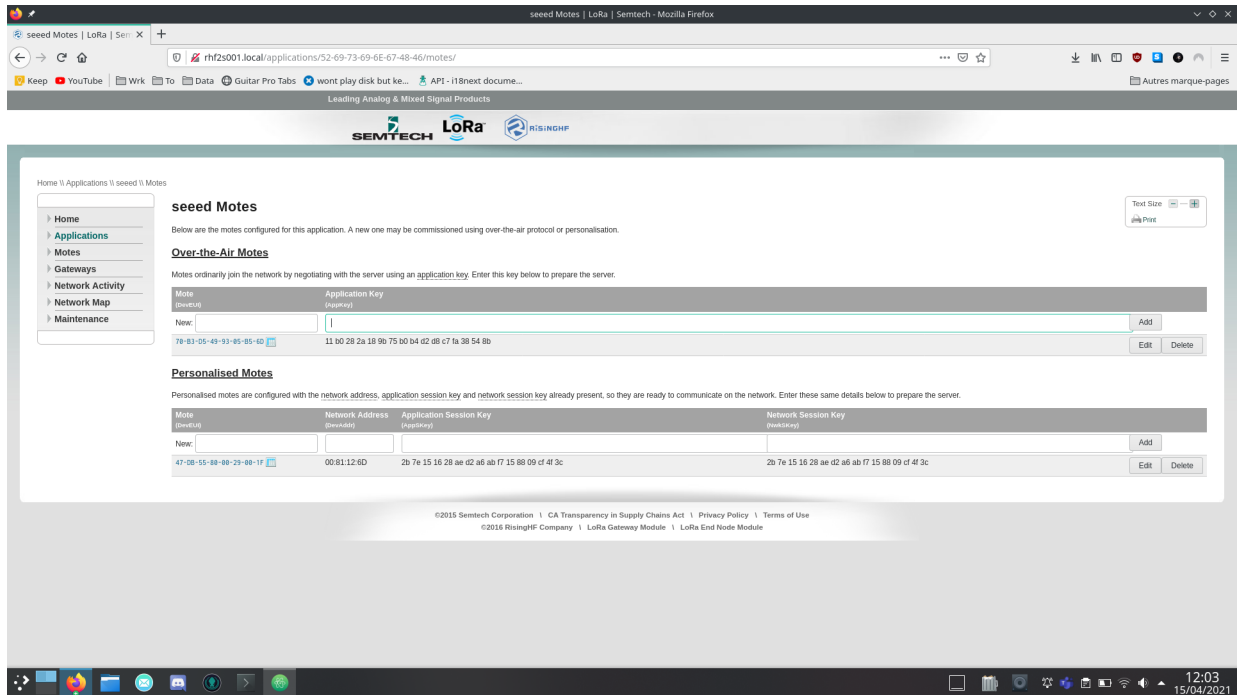 seeed Motes | LoRa | Semtech - Mozilla Firefox
seeed Motes | LoRa | Sem
rhf2s001.local/applications/52-69-73-69-6E-67-48-46/motes/
Keep YouTube Wrk To Data Guitar Pro Tabs wont play disk but ke... API - i18next docume... Autres marque-pages
Leading Analog & Mixed Signal Products
SEMTECH LoRa RISINGHF
Home \\ Applications \\ seeed \\ Motes
Home
Applications
Motes
Gateways
Network Activity
Network Map
Maintenance
seeed Motes
Text Size
Print
Below are the motes configured for this application. A new one may be commissioned using over-the-air protocol or personalisation.
Over-the-Air Motes
Motes ordinarily join the network by negotiating with the server using an application key. Enter this key below to prepare the server.
Mote Application Key
(DevEUI) (AppKey)
New: Add
70-B3-D5-49-93-05-B5-6D 11 b0 28 2a 18 9b 75 b0 b4 d2 d8 c7 fa 38 54 8b Edit Delete
Personalised Motes
Personalised motes are configured with the network address, application session key and network session key already present, so they are ready to communicate on the network. Enter these same details below to prepare the server.
Mote Network Address Application Session Key Network Session Key
(DevEUI) (DevAddr) (AppSKey) (NwkSKey)
New: Add
47-DB-55-80-00-29-00-1F 00:81:12:6D 2b 7e 15 16 28 ae d2 a6 ab f7 15 88 09 cf 4f 3c 2b 7e 15 16 28 ae d2 a6 ab f7 15 88 09 cf 4f 3c Edit Delete
©2015 Semtech Corporation \ CA Transparency in Supply Chains Act \ Privacy Policy \ Terms of Use
©2016 RisingHF Company \ LoRa Gateway Module \ LoRa End Node Module
12:03
15/04/2021